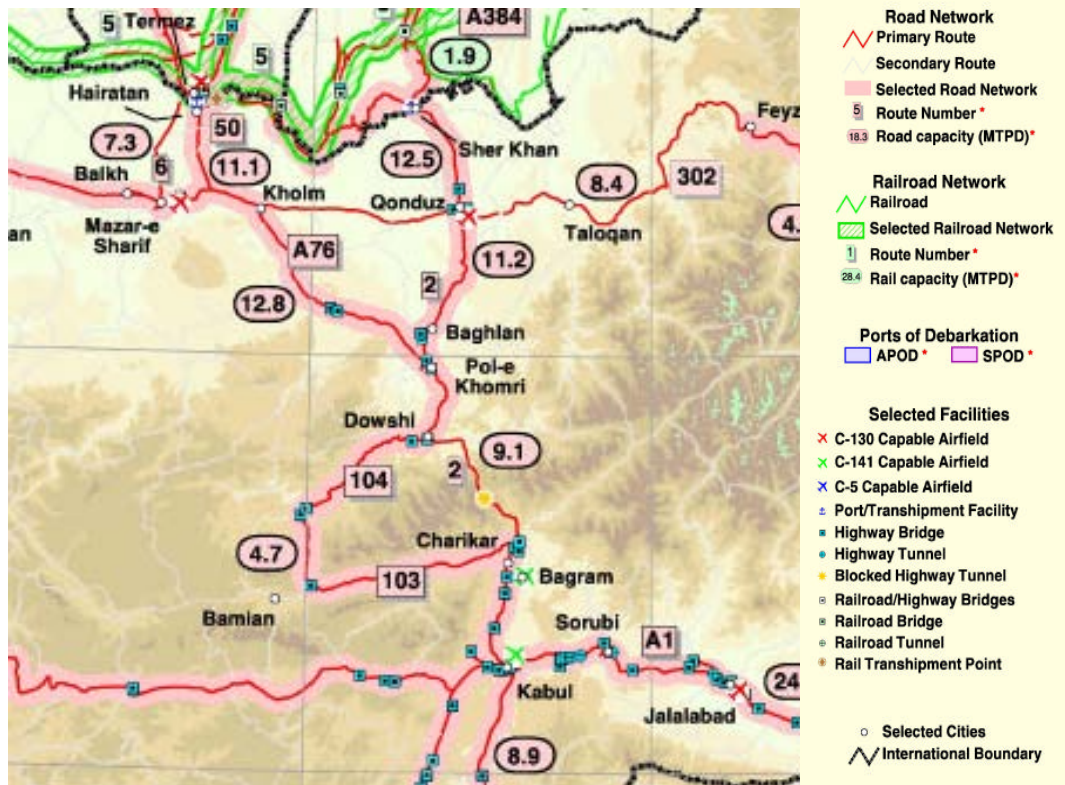 5
Termez
A384
5
1.9
Hairatan
50
7.3
12.5
Sher Khan
Feyz
Balkh
6
11.1
8.4
302
Kholm
Qonduz
Mazar-e
Sharif
Taloqan
4.
an
A76
11.2
2
12.8
Baghlan
Pol-e
Khomri
Dowshi
9.1
104
2
Charikar
4.7
103
Bagram
Bamian
Sorubi
A1
Kabul
24
Jalalabad
8.9
Road Network
Primary Route
Secondary Route
Selected Road Network
5 Route Number *
18.3 Road capacity (MTPD)*
Railroad Network
Railroad
Selected Railroad Network
1 Route Number *
28.4 Rail capacity (MTPD)*
Ports of Debarkation
APOD * SPOD *
Selected Facilities
C-130 Capable Airfield
C-141 Capable Airfield
C-5 Capable Airfield
Port/Transhipment Facility
Highway Bridge
Highway Tunnel
Blocked Highway Tunnel
Railroad/Highway Bridges
Railroad Bridge
Railroad Tunnel
Rail Transhipment Point
Selected Cities
International Boundary